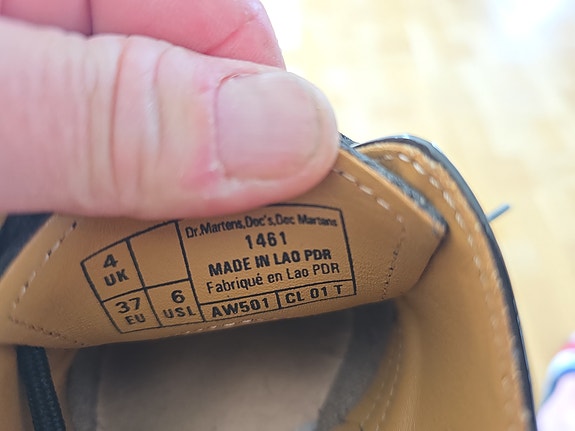 Dr.Martens,Doc's,Doc Martens
1461
MADE IN LAO PDR
Fabriqué en Lao PDR
4
UK
37
EU
6
USL
AW501
CL 01 T